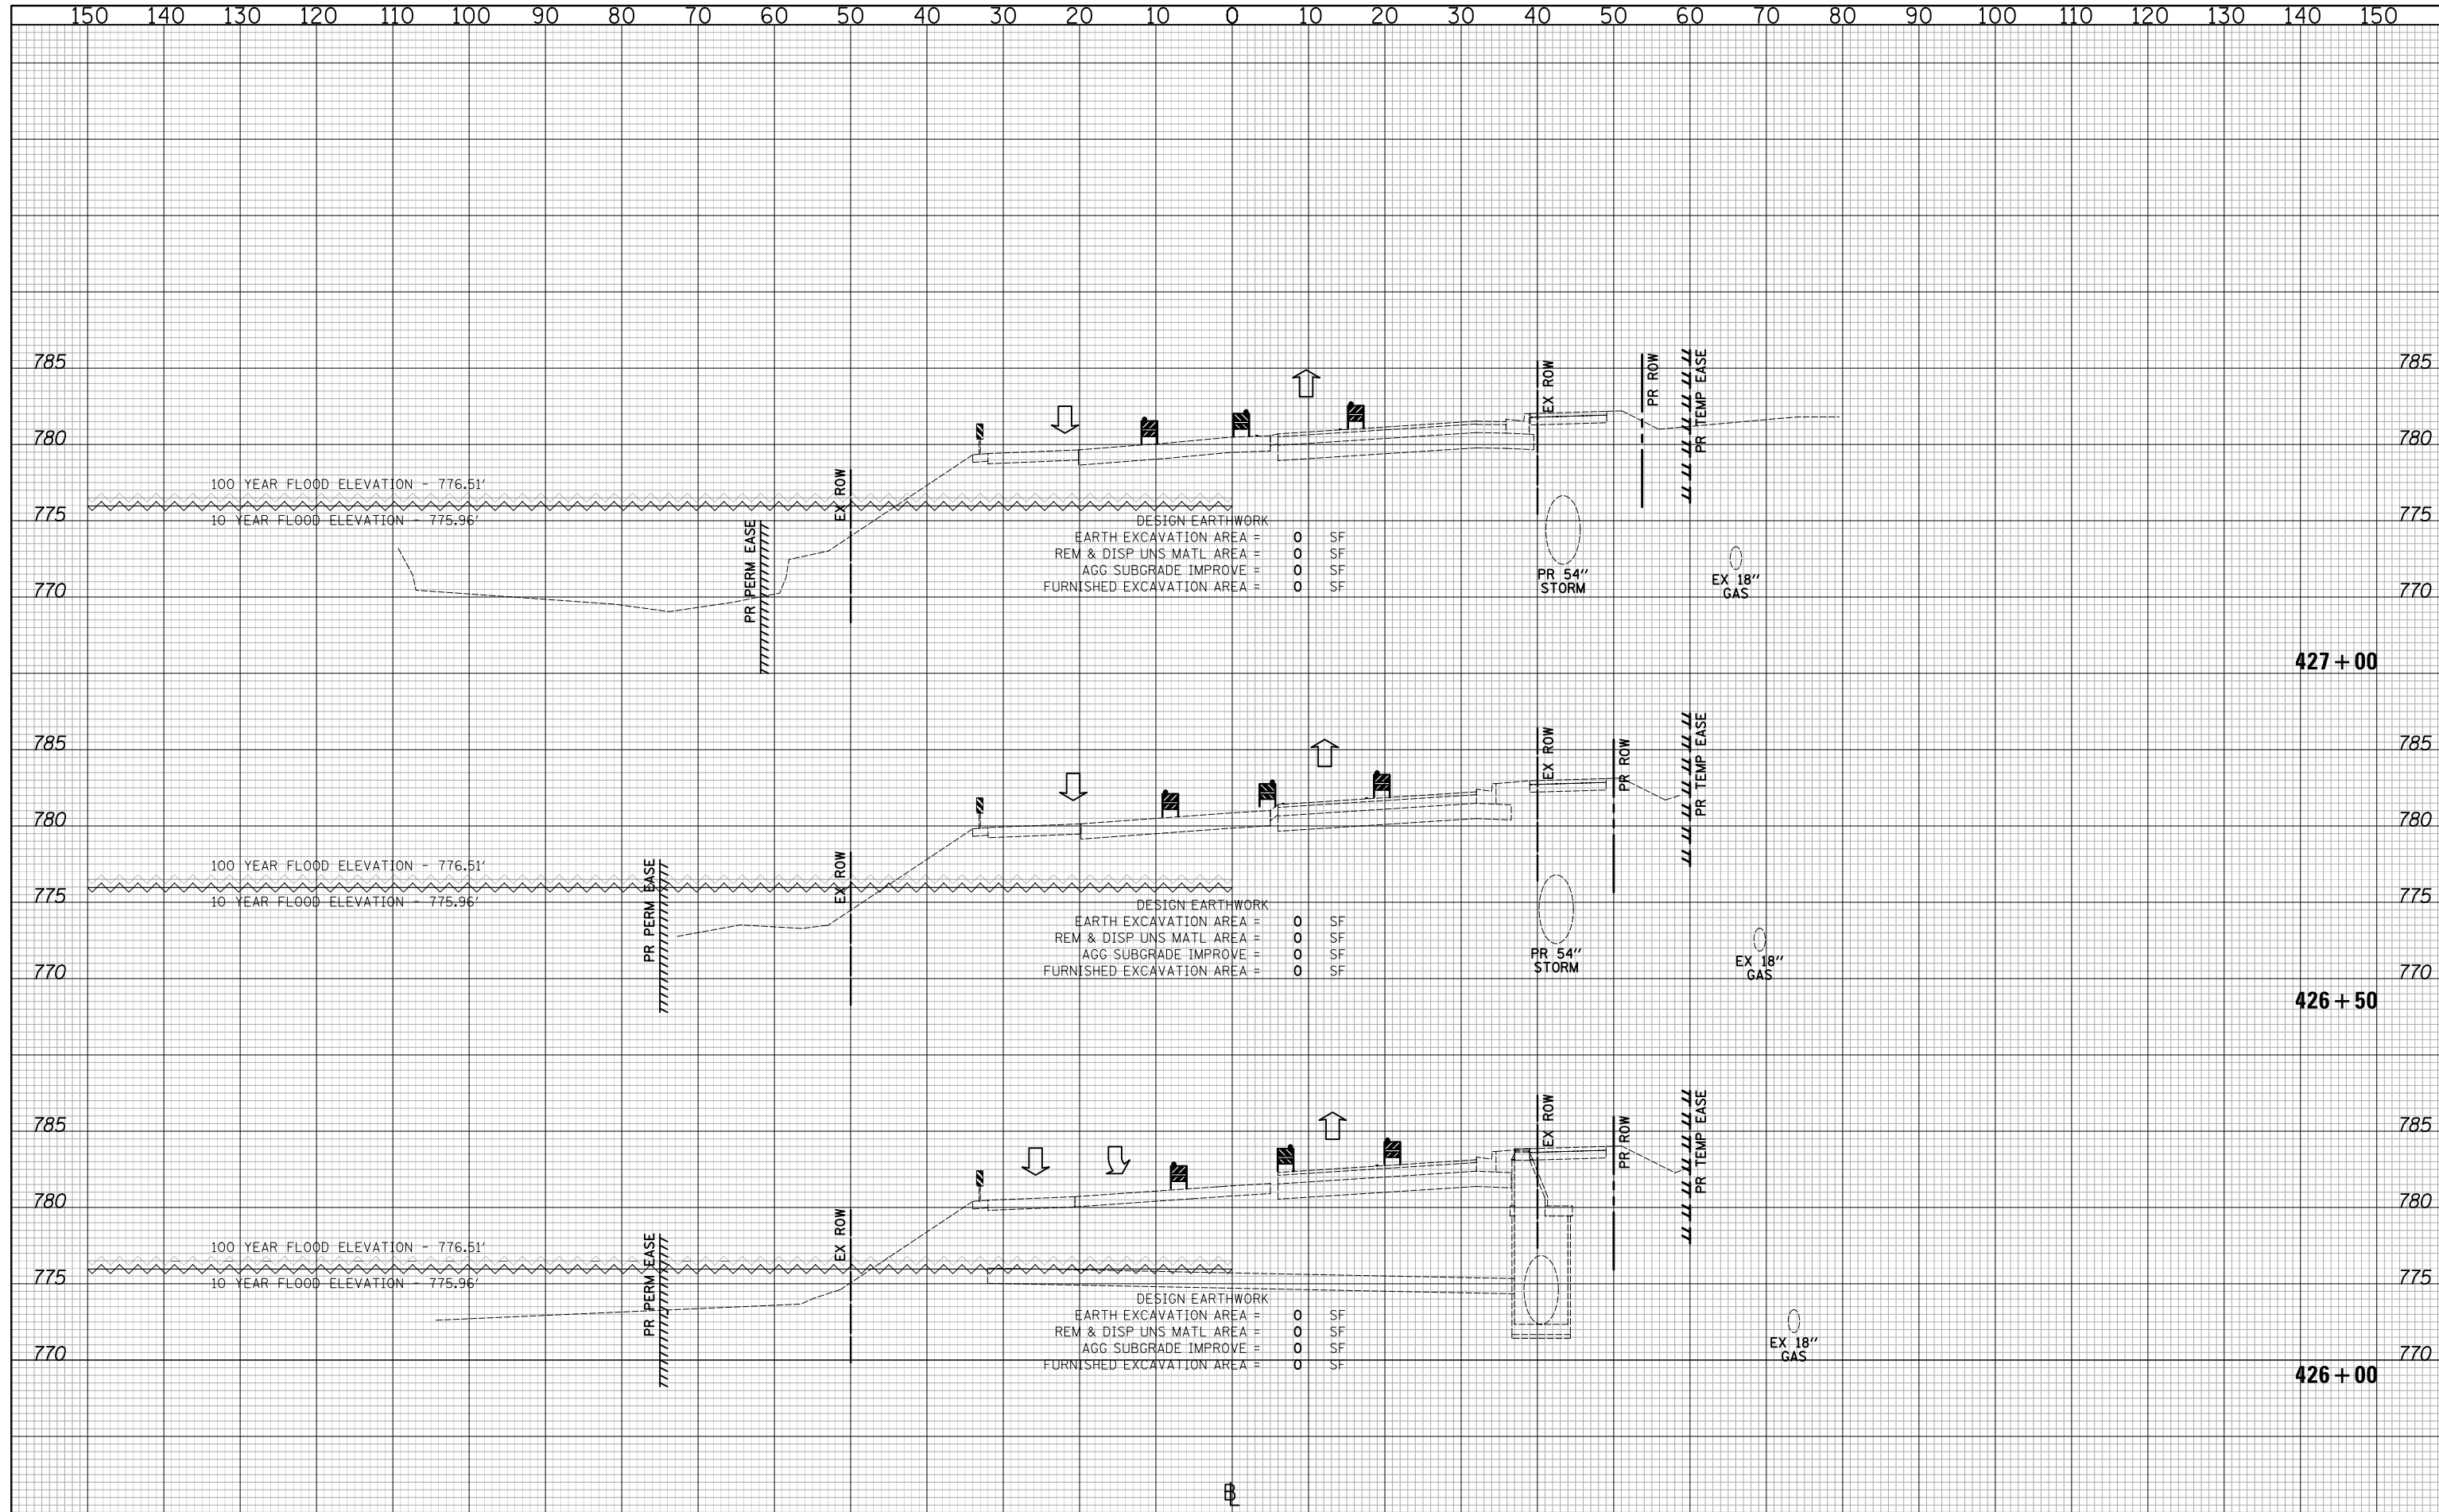 150 140 130 120 110 100 90 80 70 60 50 40 30 20 10 0 10 20 30 40 50 60 70 80 90 100 110 120 130 140 150
785 785
EX ROW
PR ROW
PR TEMP EASE
780 780
100 YEAR FLOOD ELEVATION - 776.51'
EX ROW
775 775
10 YEAR FLOOD ELEVATION - 775.96'
PR PERM EASE
DESIGN EARTHWORK
EARTH EXCAVATION AREA = 0 SF
REM & DISP UNS MATL AREA = 0 SF
AGG SUBGRADE IMPROVE = 0 SF
FURNISHED EXCAVATION AREA = 0 SF
PR 54"
STORM
EX 18"
GAS
770 770
427+00
785 785
EX ROW
PR ROW
PR TEMP EASE
780 780
100 YEAR FLOOD ELEVATION - 776.51'
PR PERM EASE
EX ROW
775 775
10 YEAR FLOOD ELEVATION - 775.96'
DESIGN EARTHWORK
EARTH EXCAVATION AREA = 0 SF
REM & DISP UNS MATL AREA = 0 SF
AGG SUBGRADE IMPROVE = 0 SF
FURNISHED EXCAVATION AREA = 0 SF
PR 54"
STORM
EX 18"
GAS
770 770
426+50
785 785
EX ROW
PR ROW
PR TEMP EASE
780 780
100 YEAR FLOOD ELEVATION - 776.51'
PR PERM EASE
EX ROW
775 775
10 YEAR FLOOD ELEVATION - 775.96'
DESIGN EARTHWORK
EARTH EXCAVATION AREA = 0 SF
REM & DISP UNS MATL AREA = 0 SF
AGG SUBGRADE IMPROVE = 0 SF
FURNISHED EXCAVATION AREA = 0 SF
EX 18"
GAS
770 770
426+00
BL